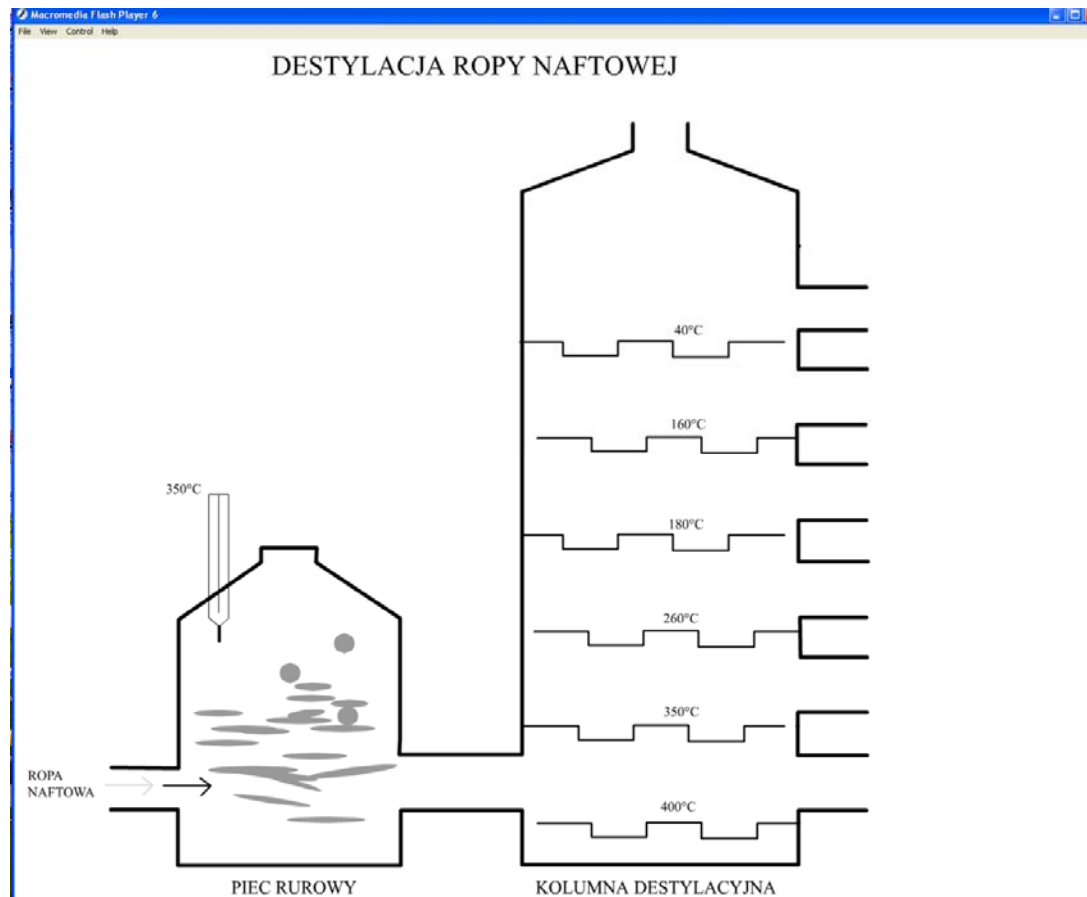 Macromedia Flash Player 6
File View Control Help
DESTYLACJA ROPY NAFTOWEJ
40°C
160°C
350°C
180°C
260°C
350°C
ROPA
NAFTOWA
400°C
PIEC RUROWY
KOLUMNA DESTYLACYJNA